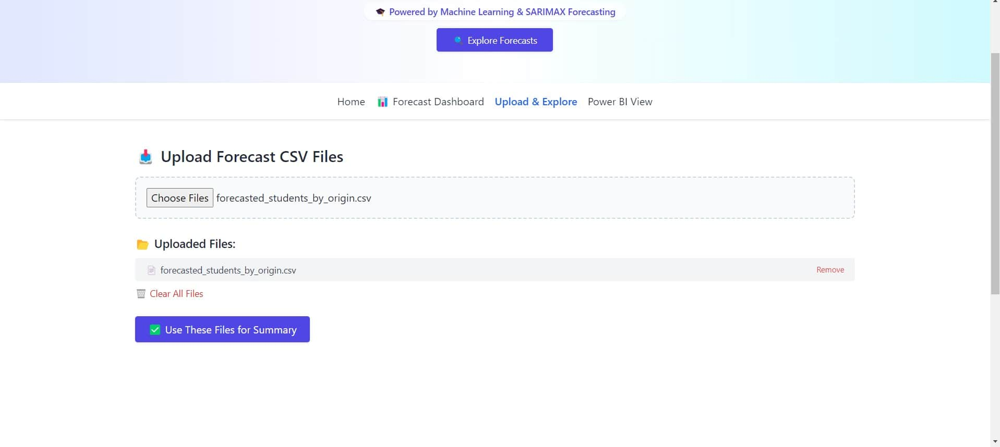 🎓 Powered by Machine Learning & SARIMAX Forecasting
🔍 Explore Forecasts
Home 📊 Forecast Dashboard Upload & Explore Power BI View
📥 Upload Forecast CSV Files
Choose Files forecasted_students_by_origin.csv
📂 Uploaded Files:
📄 forecasted_students_by_origin.csv Remove
🗑️ Clear All Files
✅ Use These Files for Summary